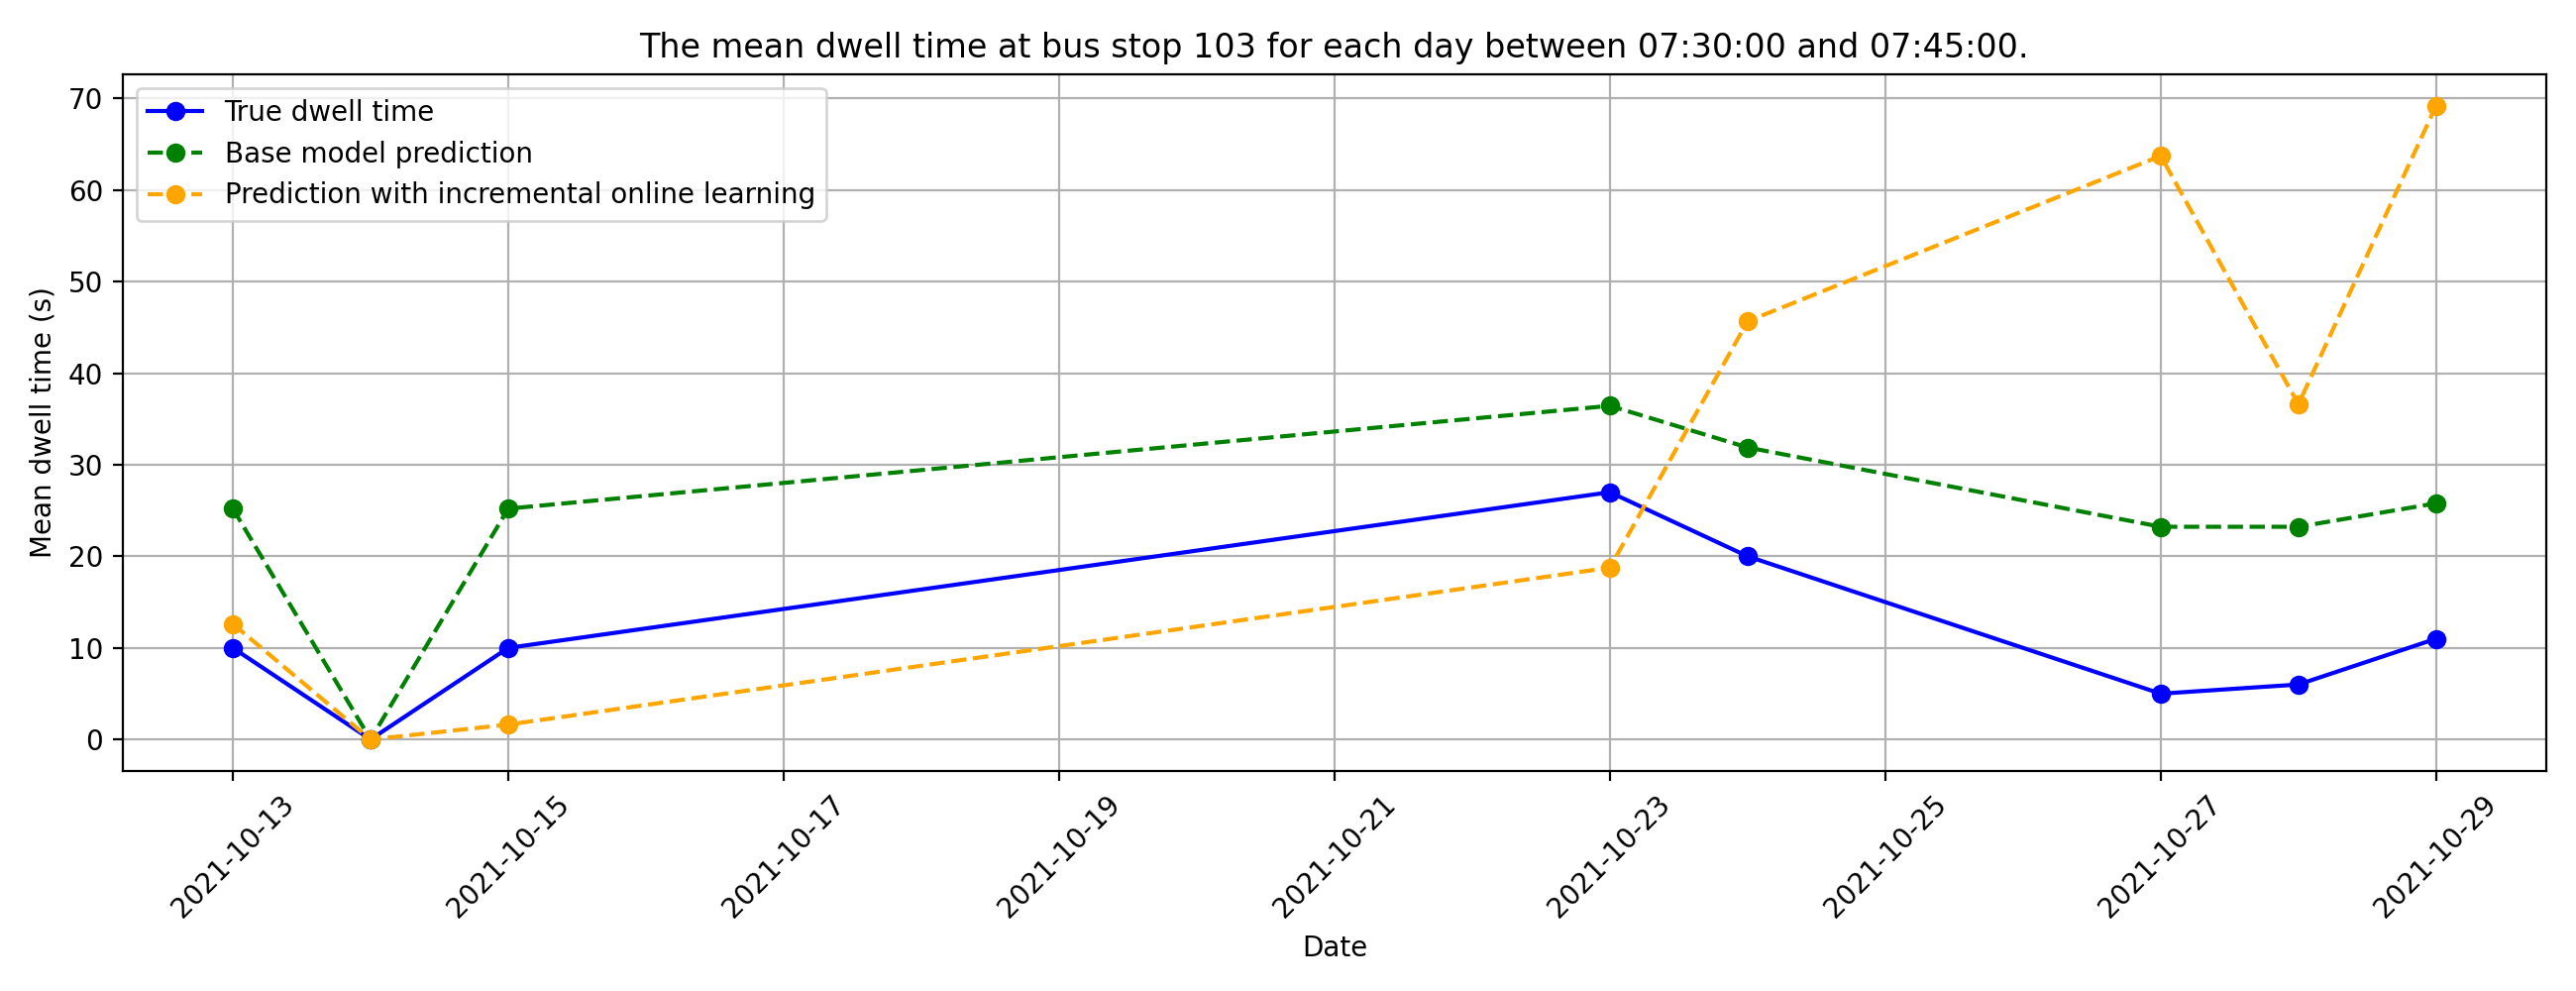 The mean dwell time at bus stop 103 for each day between 07:30:00 and 07:45:00.
True dwell time
Base model prediction
Prediction with incremental online learning
Mean dwell time (s)
70
60
50
40
30
20
10
0
2021-10-13
2021-10-15
2021-10-17
2021-10-19
2021-10-21
2021-10-23
2021-10-25
2021-10-27
2021-10-29
Date